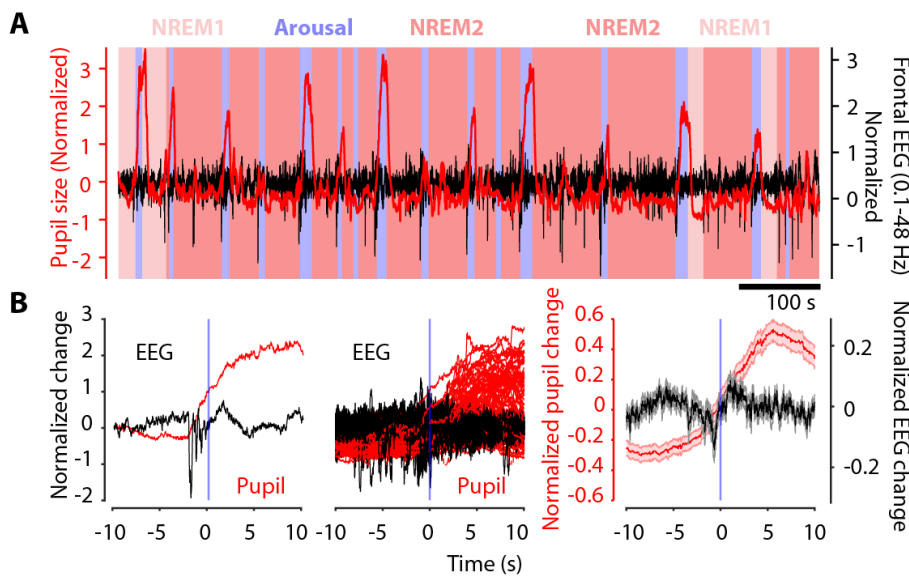 A
NREM1 Arousal NREM2 NREM2 NREM1
Pupil size (Normalized)
3
2
1
0
-1
-2
3
2
1
0
-1
Frontal EEG (0.1-48 Hz)
Normalized
100 s
B
Normalized change
3
2
1
0
-1
-2
EEG
Pupil
-10 -5 0 5 10
EEG
Pupil
-10 -5 0 5 10
Normalized pupil change
0.6
0.4
0.2
0
-0.2
-0.4
-0.6
0.2
0
-0.2
Normalized EEG change
-10 -5 0 5 10
Time (s)